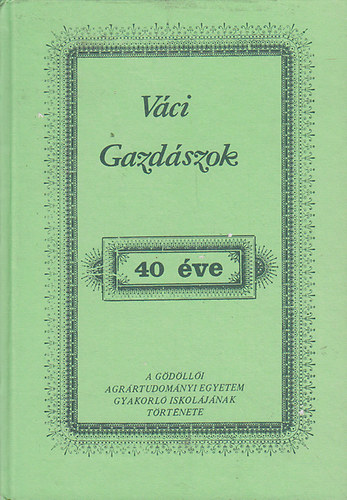 Váci
Gazdászok
40 éve
A GÖDÖLLŐI
AGRÁRTUDOMÁNYI EGYETEM
GYAKORLÓ ISKOLÁJÁNAK
TÖRTÉNETE